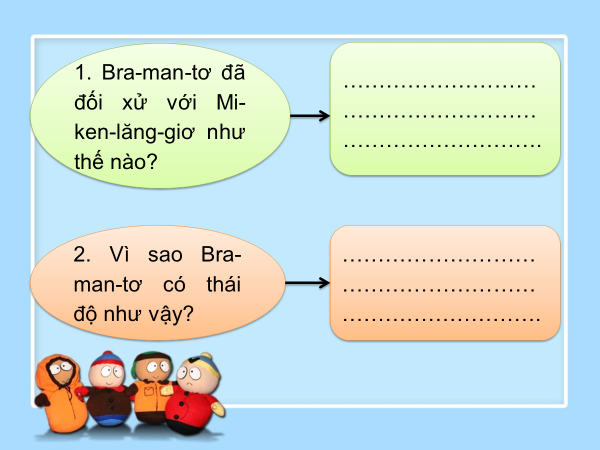 1. Bra-man-tơ đã
đối xử với Mi-
ken-lăng-giơ như
thế nào?
...........................
...........................
............................
2. Vì sao Bra-
man-tơ có thái
độ như vậy?
...........................
...........................
............................